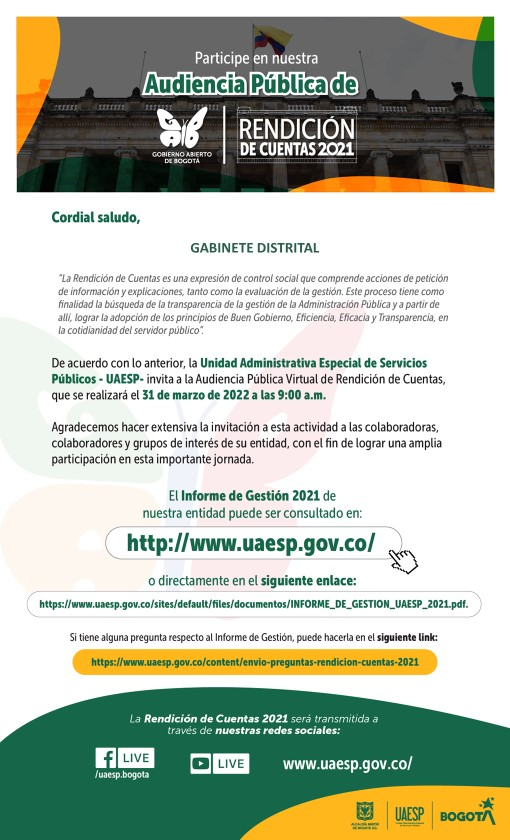 Participe en nuestra
Audiencia Pública de
GOBIERNO ABIERTO
DE BOGOTÁ
RENDICIÓN
DE CUENTAS 2021
Cordial saludo,
GABINETE DISTRITAL
"La Rendición de Cuentas es una expresión de control social que comprende acciones de petición
de información y explicaciones, tanto como la evaluación de la gestión. Este proceso tiene como
finalidad la búsqueda de la transparencia de la gestión de la Administración Pública y a partir de
allí, lograr la adopción de los principios de Buen Gobierno, Eficiencia, Eficacia y Transparencia, en
la cotidianidad del servidor público".
De acuerdo con lo anterior, la Unidad Administrativa Especial de Servicios
Públicos - UAESP- invita a la Audiencia Pública Virtual de Rendición de Cuentas,
que se realizará el 31 de marzo de 2022 a las 9:00 a.m.
Agradecemos hacer extensiva la invitación a esta actividad a las colaboradoras,
colaboradores y grupos de interés de su entidad, con el fin de lograr una amplia
participación en esta importante jornada.
El Informe de Gestión 2021 de
nuestra entidad puede ser consultado en:
http://www.uaesp.gov.co/
o directamente en el siguiente enlace:
https://www.uaesp.gov.co/sites/default/files/documentos/INFORME_DE_GESTION_UAESP_2021.pdf.
Si tiene alguna pregunta respecto al Informe de Gestión, puede hacerla en el siguiente link:
https://www.uaesp.gov.co/content/envio-preguntas-rendicion-cuentas-2021
La Rendición de Cuentas 2021 será transmitida a
través de nuestras redes sociales:
f LIVE
/uaesp.bogota
LIVE
www.uaesp.gov.co/
ALCALDÍA MAYOR
DE BOGOTÁ D.C.
UAESP
BOGOTÁ